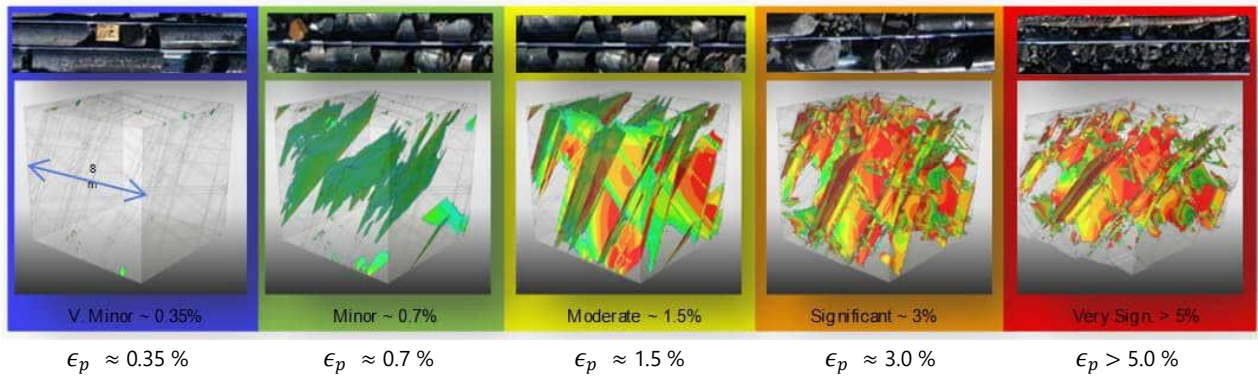 8
m
V. Minor ~ 0.35%
Minor ~ 0.7%
Moderate ~ 1.5%
Significant ~ 3%
Very Sign. > 5%
ϵₚ ≈ 0.35 %
ϵₚ ≈ 0.7 %
ϵₚ ≈ 1.5 %
ϵₚ ≈ 3.0 %
ϵₚ > 5.0 %